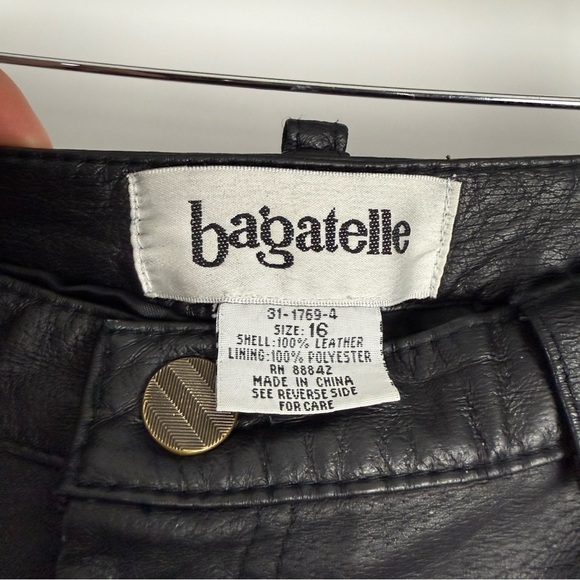 bagatelle
31-1769-4
SIZE: 16
SHELL:100% LEATHER
LINING:100% POLYESTER
RN 88842
MADE IN CHINA
SEE REVERSE SIDE
FOR CARE